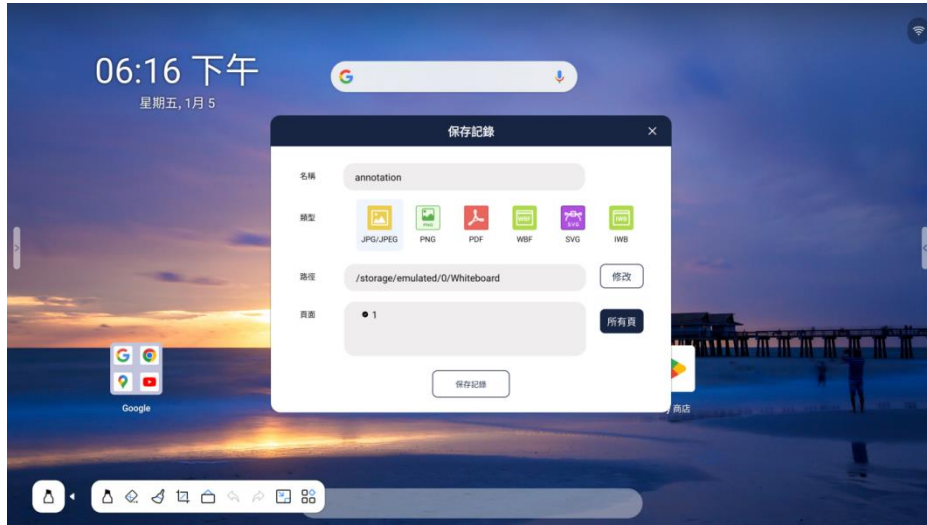 06:16 下午
星期五, 1月 5
保存記錄
名稱
annotation
類型
JPG/JPEG
PNG
PDF
WBF
SVG
IWB
路徑
/storage/emulated/0/Whiteboard
修改
頁面
1
所有頁
保存記錄
Google
商店